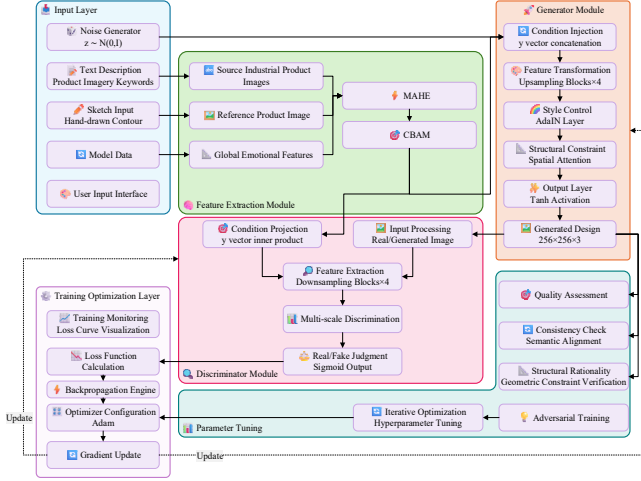 Input Layer
Noise Generator
z ~ N(0,I)
Text Description
Product Imagery Keywords
Sketch Input
Hand-drawn Contour
Model Data
User Input Interface
Source Industrial Product
Images
Reference Product Image
Global Emotional Features
MAHE
CBAM
Feature Extraction Module
Generator Module
Condition Injection
y vector concatenation
Feature Transformation
Upsampling Blocks×4
Style Control
AdaIN Layer
Structural Constraint
Spatial Attention
Output Layer
Tanh Activation
Generated Design
256×256×3
Condition Projection
y vector inner product
Input Processing
Real/Generated Image
Feature Extraction
Downsampling Blocks×4
Multi-scale Discrimination
Real/Fake Judgment
Sigmoid Output
Discriminator Module
Training Optimization Layer
Training Monitoring
Loss Curve Visualization
Loss Function
Calculation
Backpropagation Engine
Optimizer Configuration
Adam
Gradient Update
Update
Update
Quality Assessment
Consistency Check
Semantic Alignment
Structural Rationality
Geometric Constraint Verification
Iterative Optimization
Hyperparameter Tuning
Adversarial Training
Parameter Tuning